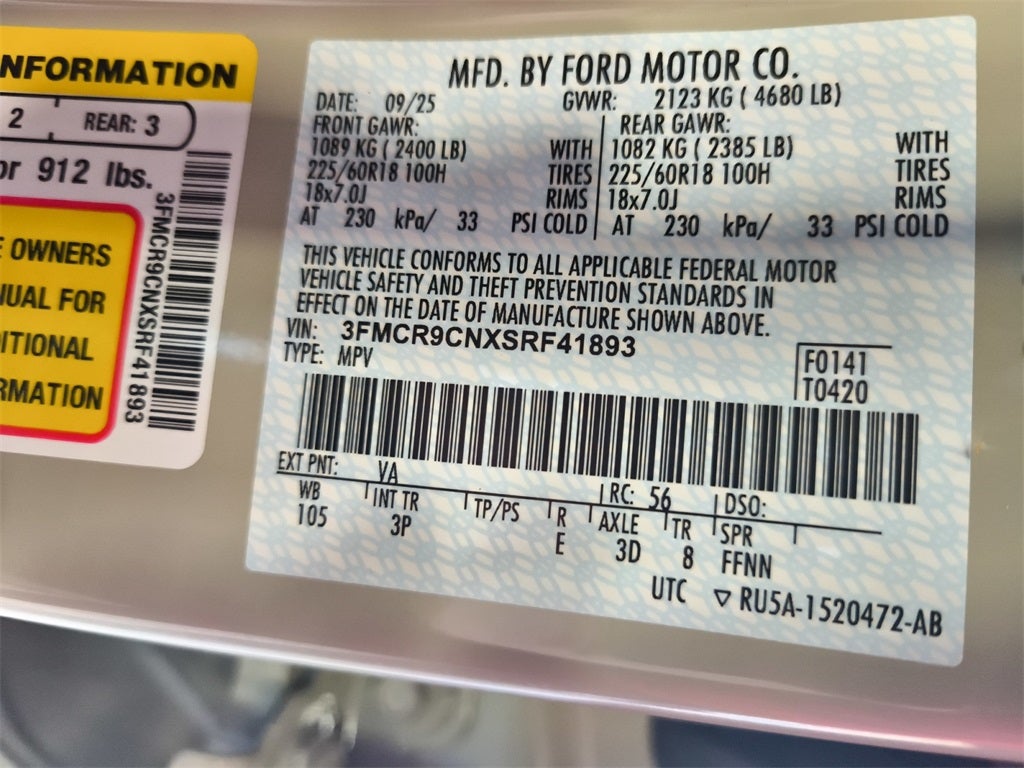 NFORMATION
2 REAR: 3
or 912 lbs.
E OWNERS
NUAL FOR
DITIONAL
RMATION
3FMCR9CNXSRF41893
MFD. BY FORD MOTOR CO.
DATE: 09/25 GVWR: 2123 KG ( 4680 LB)
FRONT GAWR:
1089 KG ( 2400 LB) WITH
225/60R18 100H TIRES
18x7.0J RIMS
AT 230 kPa/ 33 PSI COLD
REAR GAWR:
1082 KG ( 2385 LB) WITH
225/60R18 100H TIRES
18x7.0J RIMS
AT 230 kPa/ 33 PSI COLD
THIS VEHICLE CONFORMS TO ALL APPLICABLE FEDERAL MOTOR
VEHICLE SAFETY AND THEFT PREVENTION STANDARDS IN
EFFECT ON THE DATE OF MANUFACTURE SHOWN ABOVE.
VIN: 3FMCR9CNXSRF41893
TYPE: MPV
F0141
T0420
EXT PNT: VA RC: 56 DSO:
WB INT TR TP/PS R AXLE TR SPR
105 3P E 3D 8 FFNN
UTC ▽ RU5A-1520472-AB